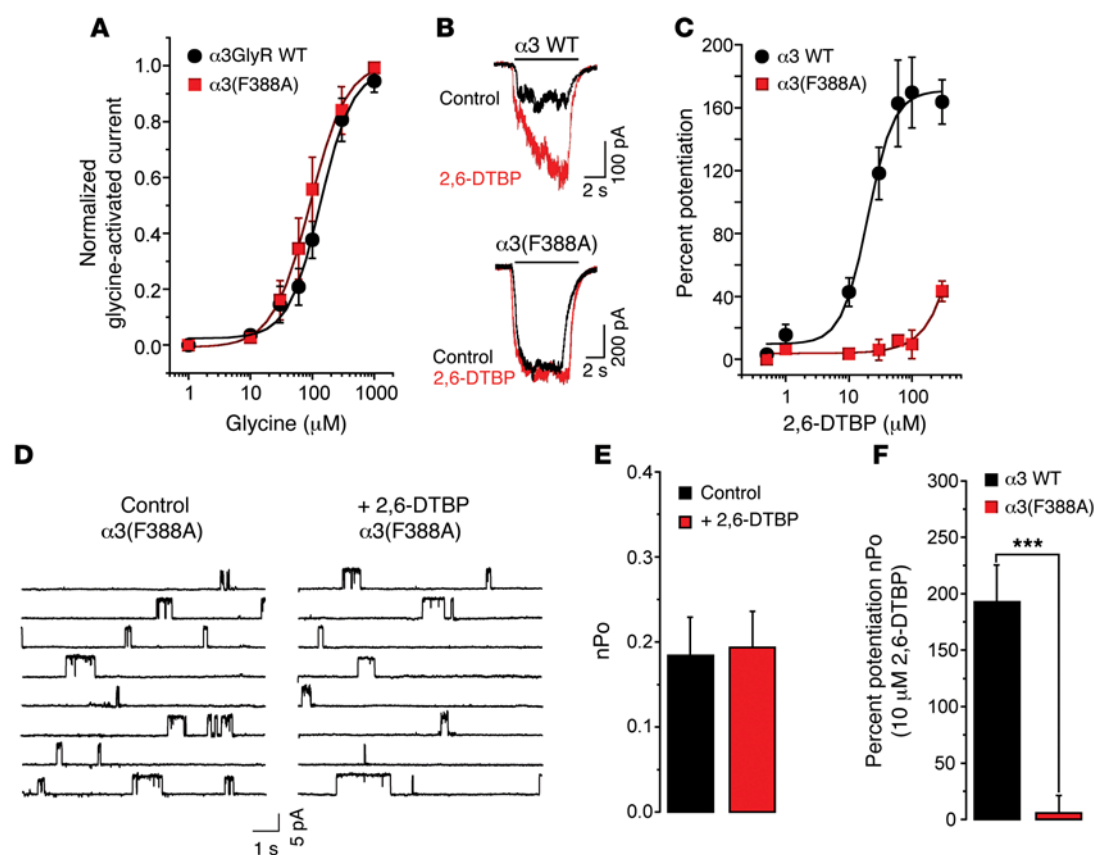 A
Normalized
glycine-activated current
1.0
0.8
0.6
0.4
0.2
0.0
α3GlyR WT
α3(F388A)
1
10
100
1000
Glycine (μM)
B
α3 WT
Control
2,6-DTBP
100 pA
2 s
α3(F388A)
Control
2,6-DTBP
200 pA
2 s
C
Percent potentiation
200
160
120
80
40
0
α3 WT
α3(F388A)
1
10
100
2,6-DTBP (μM)
D
Control
α3(F388A)
+ 2,6-DTBP
α3(F388A)
1 s
5 pA
E
nPo
0.4
0.3
0.2
0.1
0.0
Control
+ 2,6-DTBP
F
α3 WT
α3(F388A)
Percent potentiation nPo
(10 μM 2,6-DTBP)
300
250
200
150
100
50
0
***